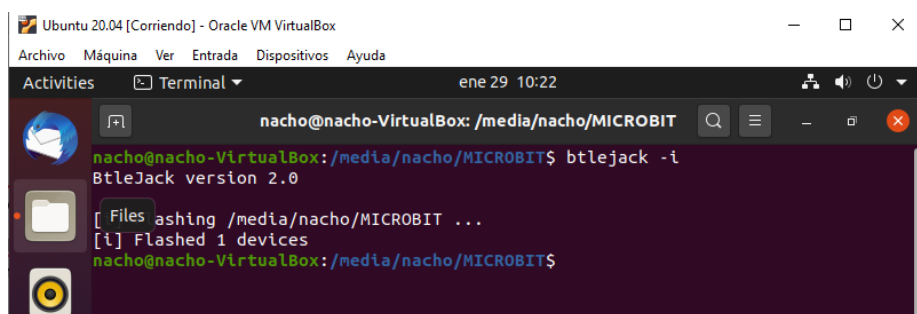 Ubuntu 20.04 [Corriendo] - Oracle VM VirtualBox
Archivo Máquina Ver Entrada Dispositivos Ayuda
Activities Terminal ene 29 10:22
nacho@nacho-VirtualBox: /media/nacho/MICROBIT
nacho@nacho-VirtualBox:/media/nacho/MICROBIT$ btlejack -i
BtleJack version 2.0
[ Files ashing /media/nacho/MICROBIT ...
[i] Flashed 1 devices
nacho@nacho-VirtualBox:/media/nacho/MICROBIT$